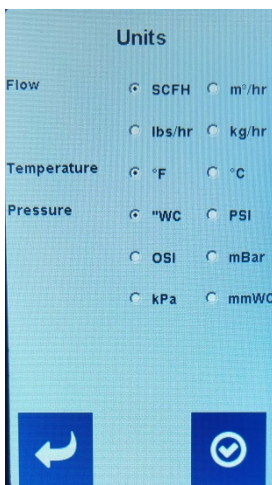 Units
Flow SCFH m³/hr
lbs/hr kg/hr
Temperature °F °C
Pressure "WC PSI
OSI mBar
kPa mmWC